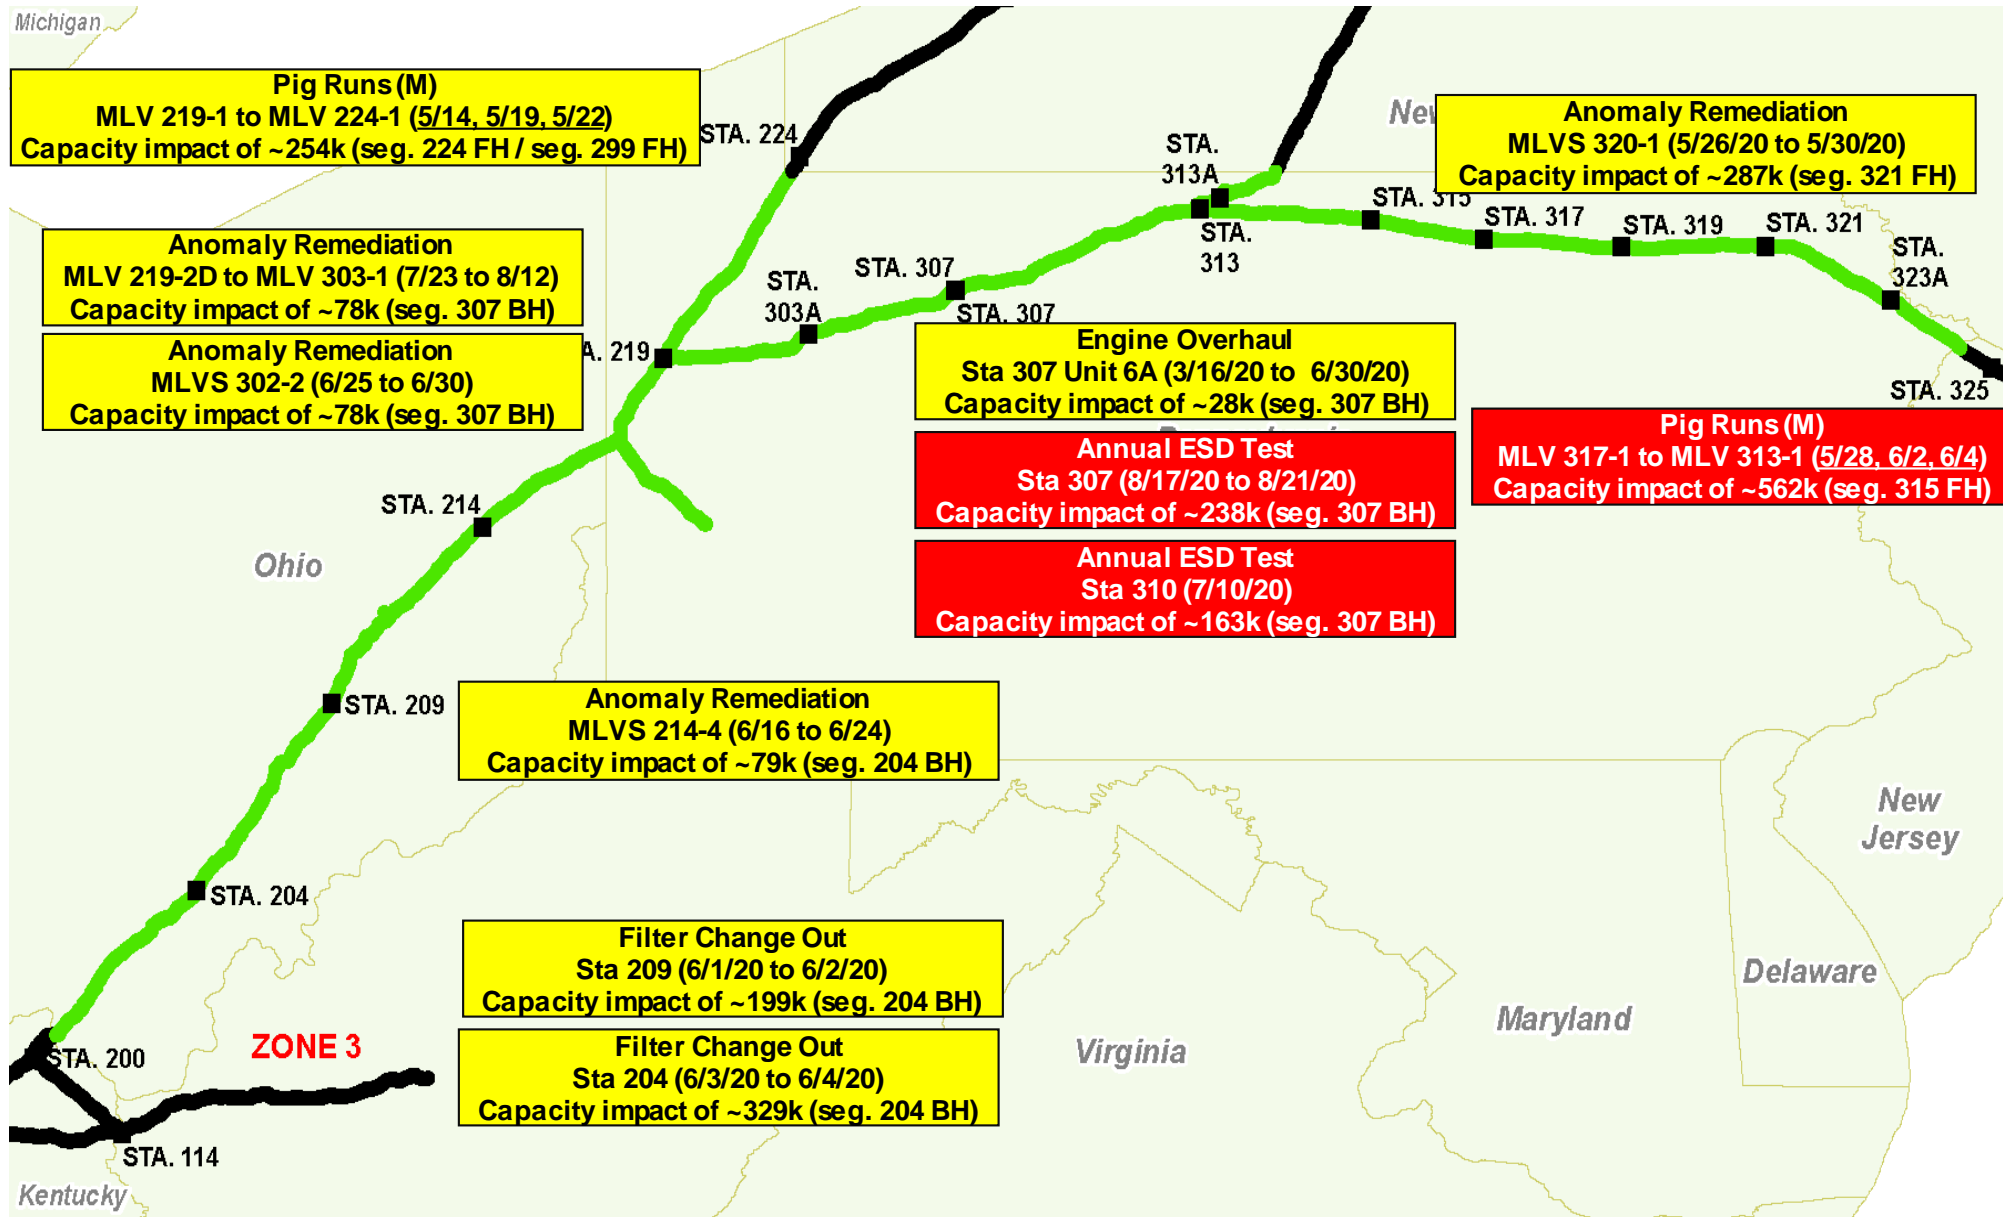 Michigan
Pig Runs (M)
MLV 219-1 to MLV 224-1 (5/14, 5/19, 5/22)
Capacity impact of ~254k (seg. 224 FH / seg. 299 FH)
STA. 224
STA.
313A
New
Anomaly Remediation
MLVS 320-1 (5/26/20 to 5/30/20)
Capacity impact of ~287k (seg. 321 FH)
STA. 315
STA. 317
STA. 319
STA. 321
STA.
323A
STA.
313
Anomaly Remediation
MLV 219-2D to MLV 303-1 (7/23 to 8/12)
Capacity impact of ~78k (seg. 307 BH)
STA.
303A
STA. 307
STA. 307
Anomaly Remediation
MLVS 302-2 (6/25 to 6/30)
Capacity impact of ~78k (seg. 307 BH)
A. 219
Engine Overhaul
Sta 307 Unit 6A (3/16/20 to 6/30/20)
Capacity impact of ~28k (seg. 307 BH)
STA. 325
Annual ESD Test
Sta 307 (8/17/20 to 8/21/20)
Capacity impact of ~238k (seg. 307 BH)
Pig Runs (M)
MLV 317-1 to MLV 313-1 (5/28, 6/2, 6/4)
Capacity impact of ~562k (seg. 315 FH)
STA. 214
Annual ESD Test
Sta 310 (7/10/20)
Capacity impact of ~163k (seg. 307 BH)
Ohio
STA. 209
Anomaly Remediation
MLVS 214-4 (6/16 to 6/24)
Capacity impact of ~79k (seg. 204 BH)
New
Jersey
STA. 204
Filter Change Out
Sta 209 (6/1/20 to 6/2/20)
Capacity impact of ~199k (seg. 204 BH)
Delaware
Maryland
Virginia
STA. 200
ZONE 3
Filter Change Out
Sta 204 (6/3/20 to 6/4/20)
Capacity impact of ~329k (seg. 204 BH)
STA. 114
Kentucky